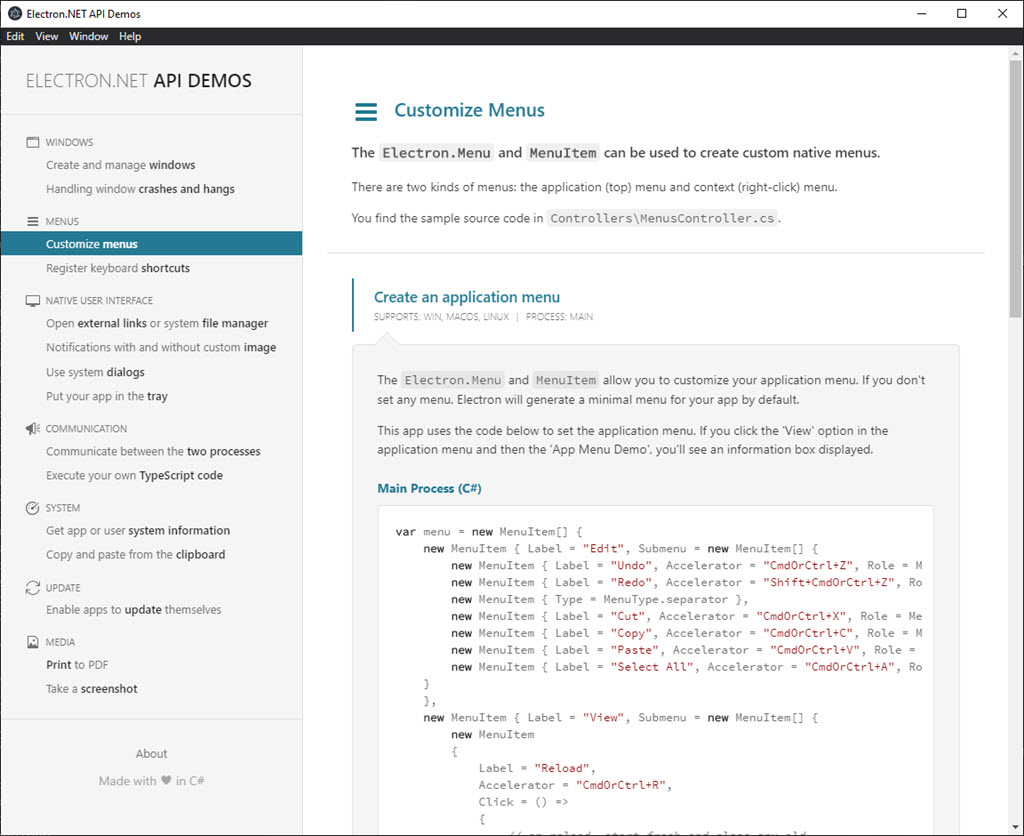 Electron.NET API Demos
Edit View Window Help
ELECTRON.NET API DEMOS
WINDOWS
Create and manage windows
Handling window crashes and hangs
MENUS
Customize menus
Register keyboard shortcuts
NATIVE USER INTERFACE
Open external links or system file manager
Notifications with and without custom image
Use system dialogs
Put your app in the tray
COMMUNICATION
Communicate between the two processes
Execute your own TypeScript code
SYSTEM
Get app or user system information
Copy and paste from the clipboard
UPDATE
Enable apps to update themselves
MEDIA
Print to PDF
Take a screenshot
About
Made with ♥ in C#
Customize Menus
The Electron.Menu and MenuItem can be used to create custom native menus.
There are two kinds of menus: the application (top) menu and context (right-click) menu.
You find the sample source code in Controllers\MenusController.cs.
Create an application menu
SUPPORTS: WIN, MACOS, LINUX | PROCESS: MAIN
The Electron.Menu and MenuItem allow you to customize your application menu. If you don't
set any menu, Electron will generate a minimal menu for your app by default.
This app uses the code below to set the application menu. If you click the 'View' option in the
application menu and then the 'App Menu Demo', you'll see an information box displayed.
Main Process (C#)
var menu = new MenuItem[] {
new MenuItem { Label = "Edit", Submenu = new MenuItem[] {
new MenuItem { Label = "Undo", Accelerator = "CmdOrCtrl+Z", Role = M
new MenuItem { Label = "Redo", Accelerator = "Shift+CmdOrCtrl+Z", Ro
new MenuItem { Type = MenuType.separator },
new MenuItem { Label = "Cut", Accelerator = "CmdOrCtrl+X", Role = Me
new MenuItem { Label = "Copy", Accelerator = "CmdOrCtrl+C", Role = M
new MenuItem { Label = "Paste", Accelerator = "CmdOrCtrl+V", Role =
new MenuItem { Label = "Select All", Accelerator = "CmdOrCtrl+A", Ro
}
},
new MenuItem { Label = "View", Submenu = new MenuItem[] {
new MenuItem
{
Label = "Reload",
Accelerator = "CmdOrCtrl+R",
Click = () =>
{
// on reload, start fresh and close any old